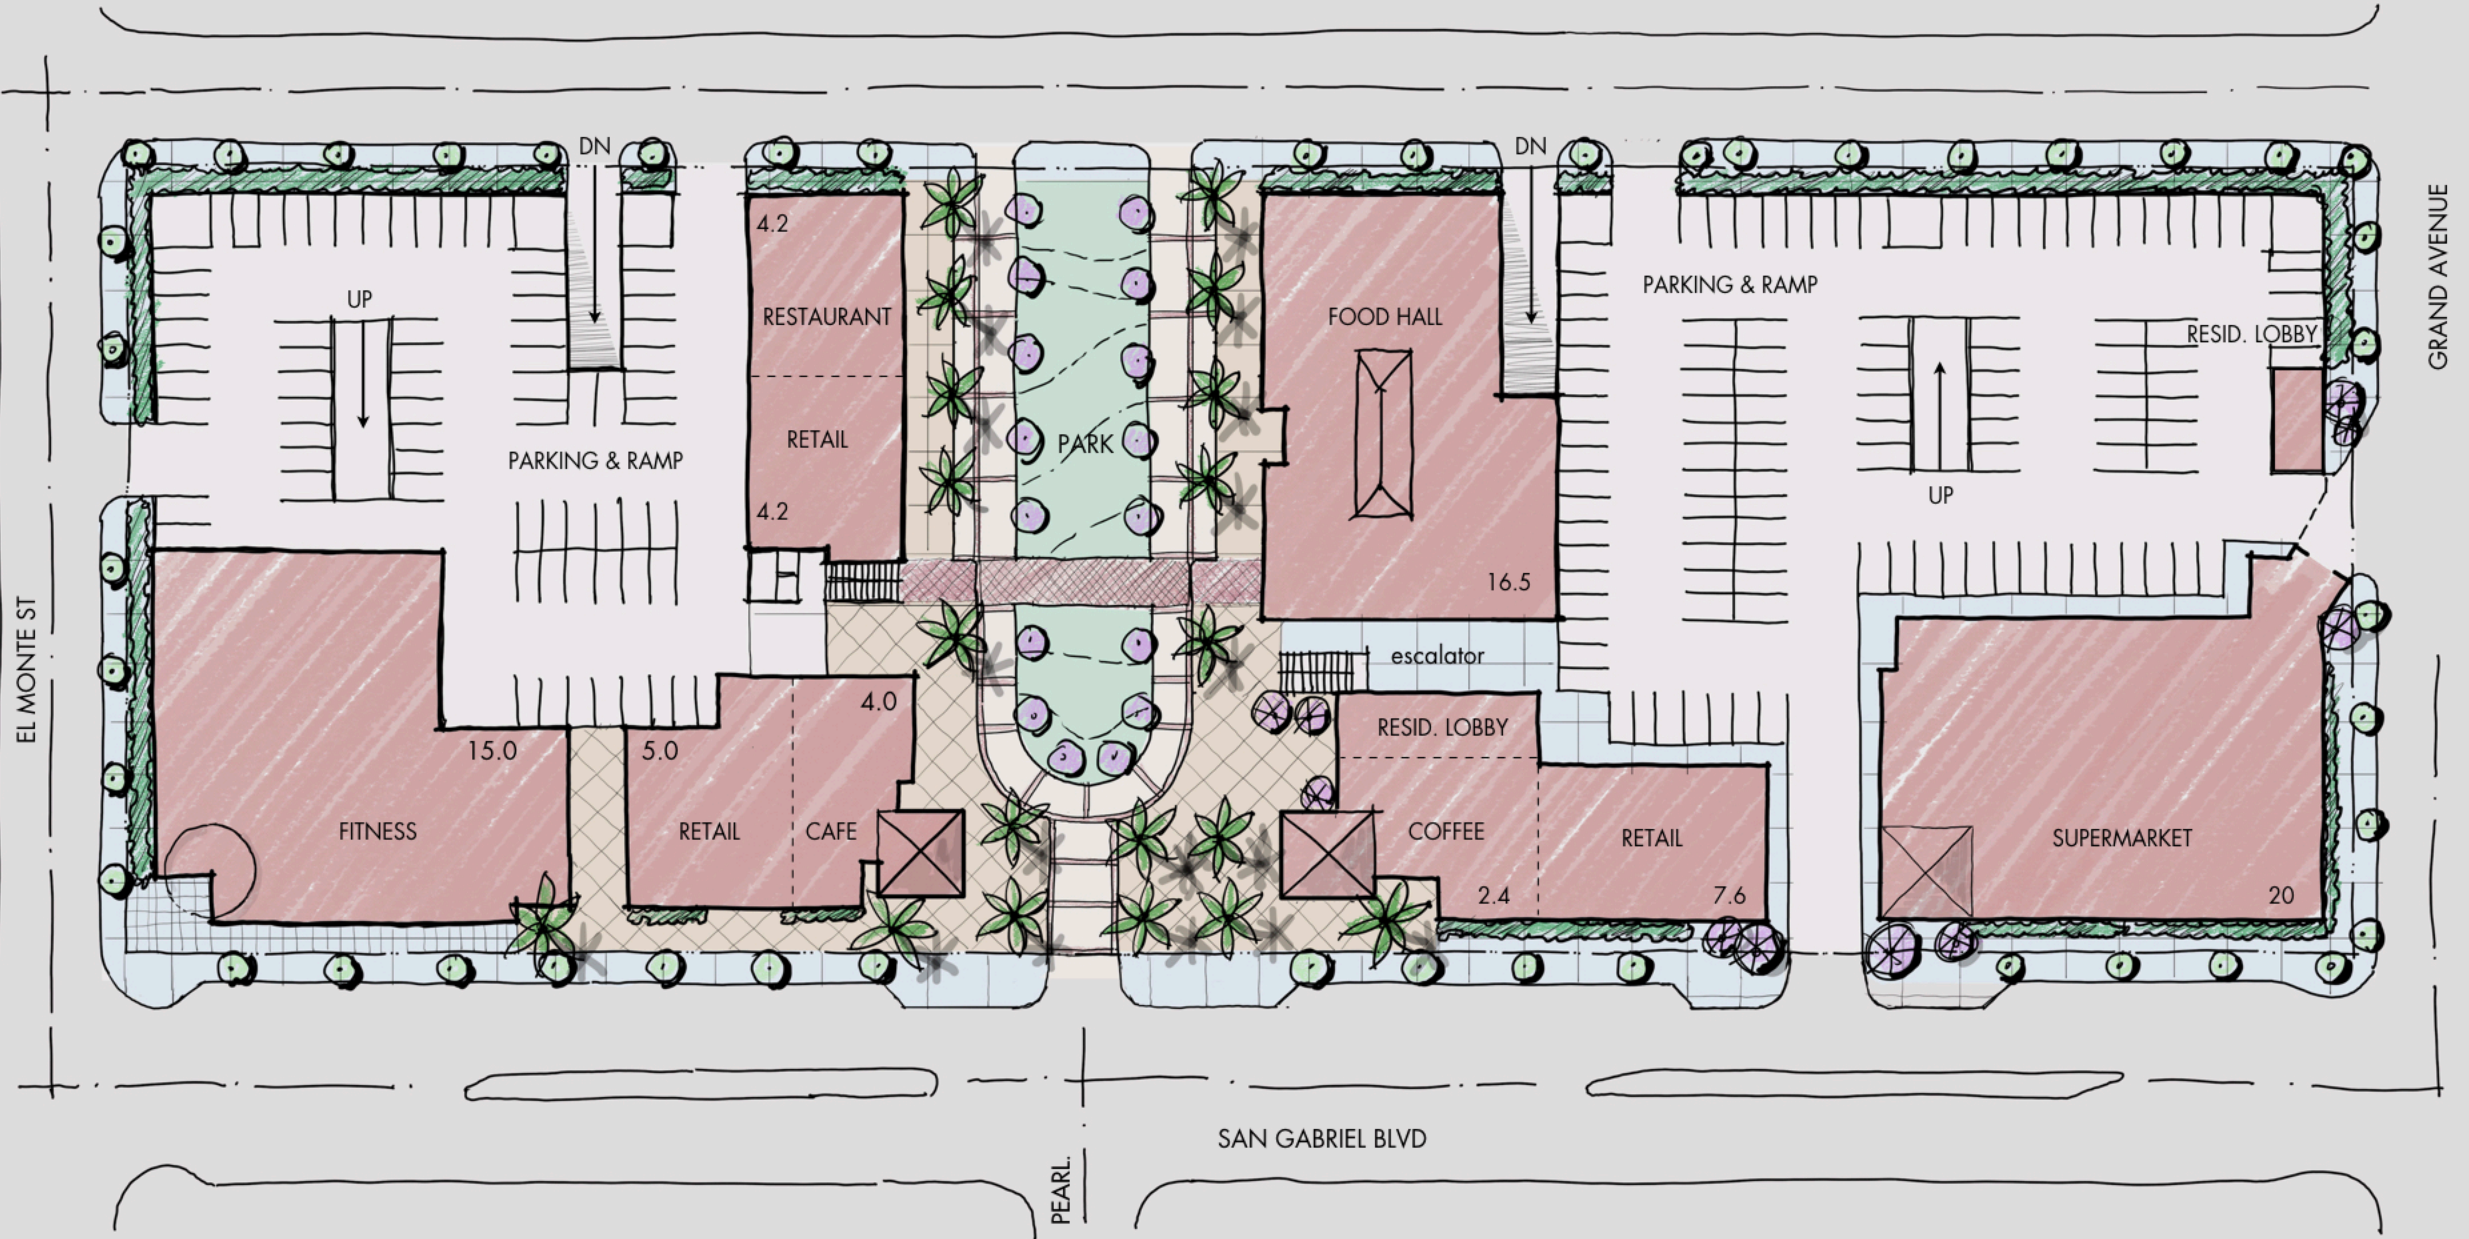 DN
DN
4.2
GRAND AVENUE
PARKING & RAMP
UP
RESTAURANT
FOOD HALL
RESID. LOBBY
RETAIL
PARK
PARKING & RAMP
UP
4.2
16.5
EL MONTE ST
escalator
4.0
RESID. LOBBY
15.0
5.0
FITNESS
RETAIL
CAFE
COFFEE
RETAIL
SUPERMARKET
2.4
7.6
20
SAN GABRIEL BLVD
PEARL.